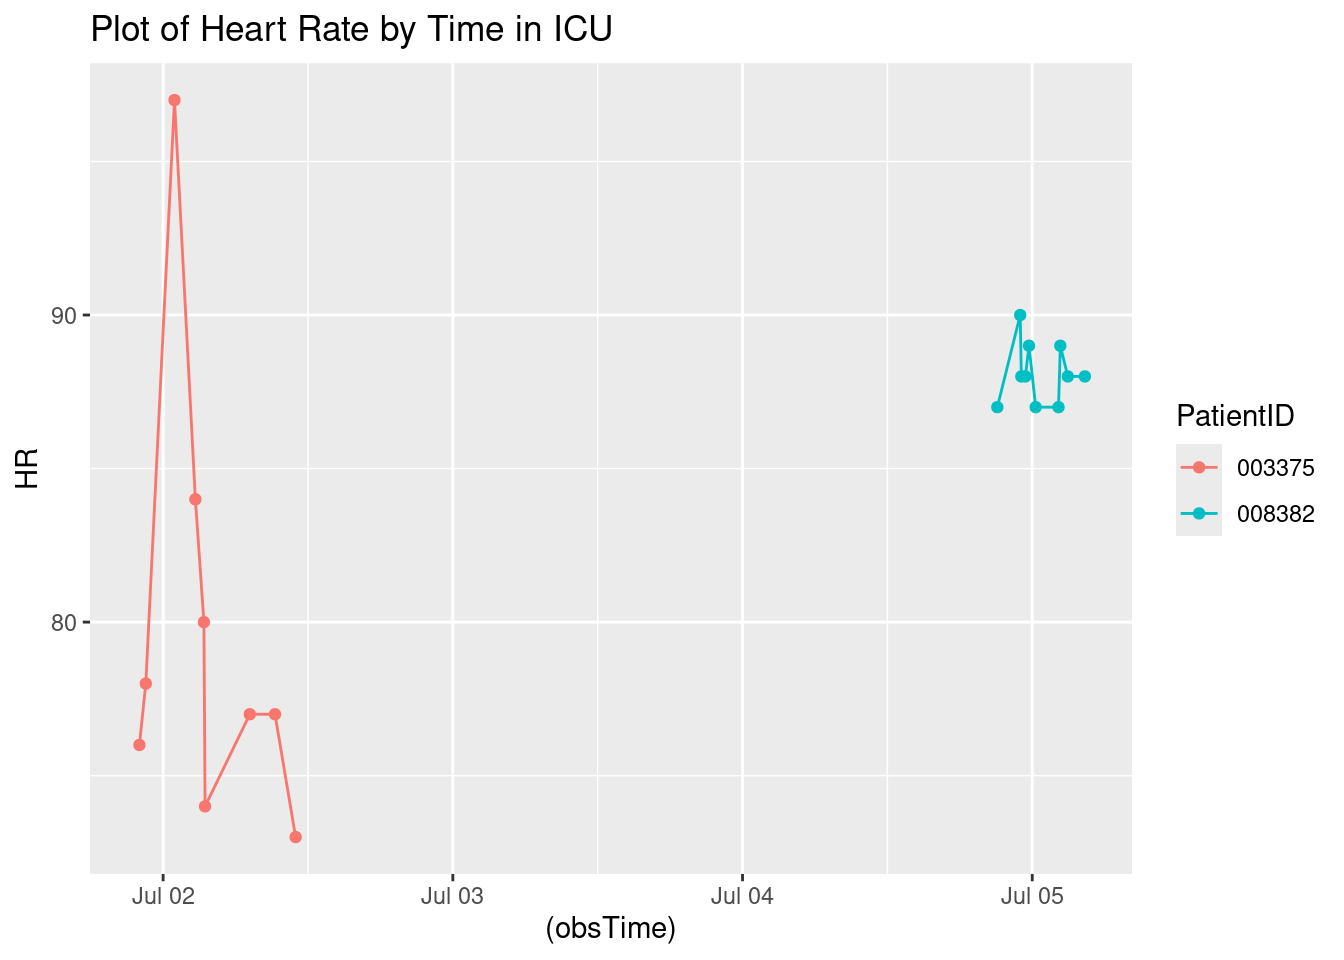 Plot of Heart Rate by Time in ICU
HR
90
80
Jul 02
Jul 03
Jul 04
Jul 05
(obsTime)
PatientID
003375
008382